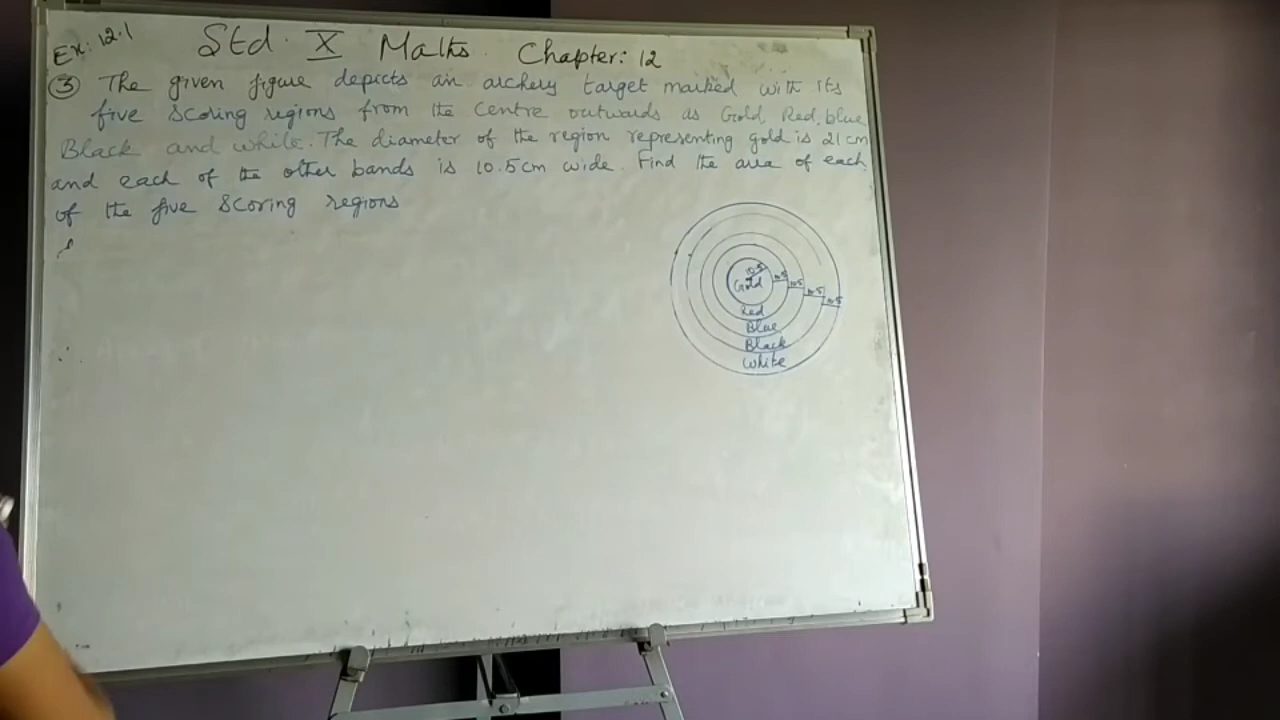 Ex: 12.1
Std. X Maths Chapter: 12
③ The given figure depicts an archery target marked with its
five scoring regions from the centre outwards as Gold, Red, blue,
Black and white. The diameter of the region representing gold is 21 cm
and each of the other bands is 10.5 cm wide. Find the area of each
of the five scoring regions
10.5
Gold
10.5
10.5
10.5
10.5
Red
Blue
Black
White